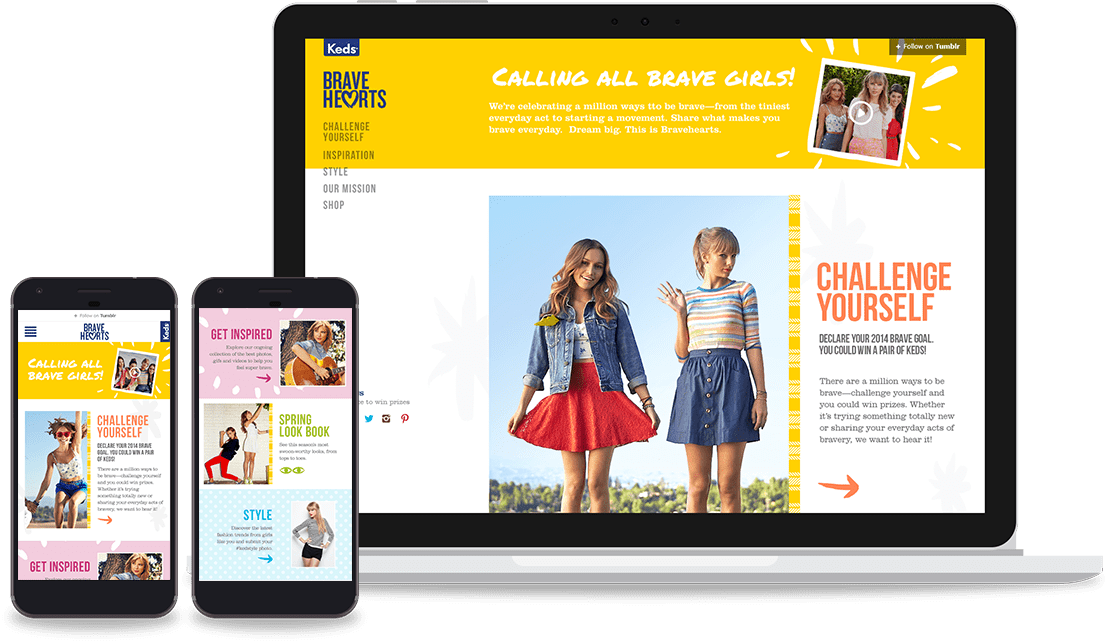 Keds
+ Follow on Tumblr
BRAVE
HEARTS
CHALLENGE
YOURSELF
INSPIRATION
STYLE
OUR MISSION
SHOP
CALLING ALL BRAVE GIRLS!
We're celebrating a million ways tto be brave—from the tiniest
everyday act to starting a movement. Share what makes you
brave everyday. Dream big. This is Bravehearts.
CHALLENGE
YOURSELF
DECLARE YOUR 2014 BRAVE GOAL.
YOU COULD WIN A PAIR OF KEDS!
There are a million ways to be
brave—challenge yourself and
you could win prizes. Whether
it's trying something totally new
or sharing your everyday acts of
bravery, we want to hear it!
to win prizes
+ Follow on Tumblr
BRAVE
HEARTS
Keds
CALLING ALL
BRAVE GIRLS!
CHALLENGE
YOURSELF
DECLARE YOUR 2014 BRAVE
GOAL. YOU COULD WIN A PAIR
OF KEDS!
There are a million ways to
be brave—challenge yourself
and you could win prizes.
Whether it's trying
something totally new or
sharing your everyday acts of
bravery, we want to hear it!
GET INSPIRED
GET INSPIRED
Explore our ongoing
collection of the best photos,
gifs and videos to help you
feel super brave.
SPRING
LOOK BOOK
See this season's most
swoon-worthy looks, from
tops to toes.
STYLE
Discover the latest
fashion trends from girls
like you and submit your
photo.